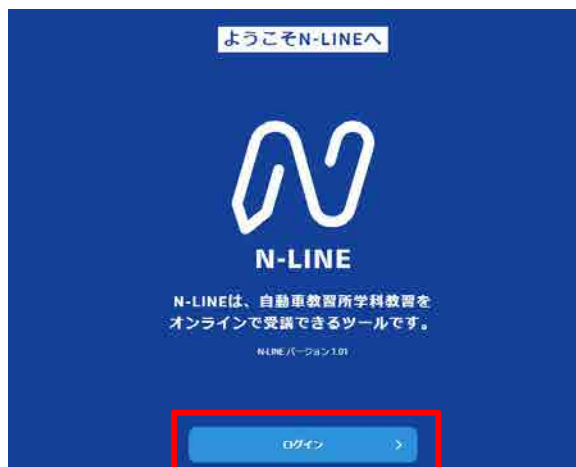 ようこそN-LINEへ
N-LINE
N-LINEは、自動車教習所学科教習を
オンラインで受講できるツールです。
N-LINE バージョン 1.01
ログイン